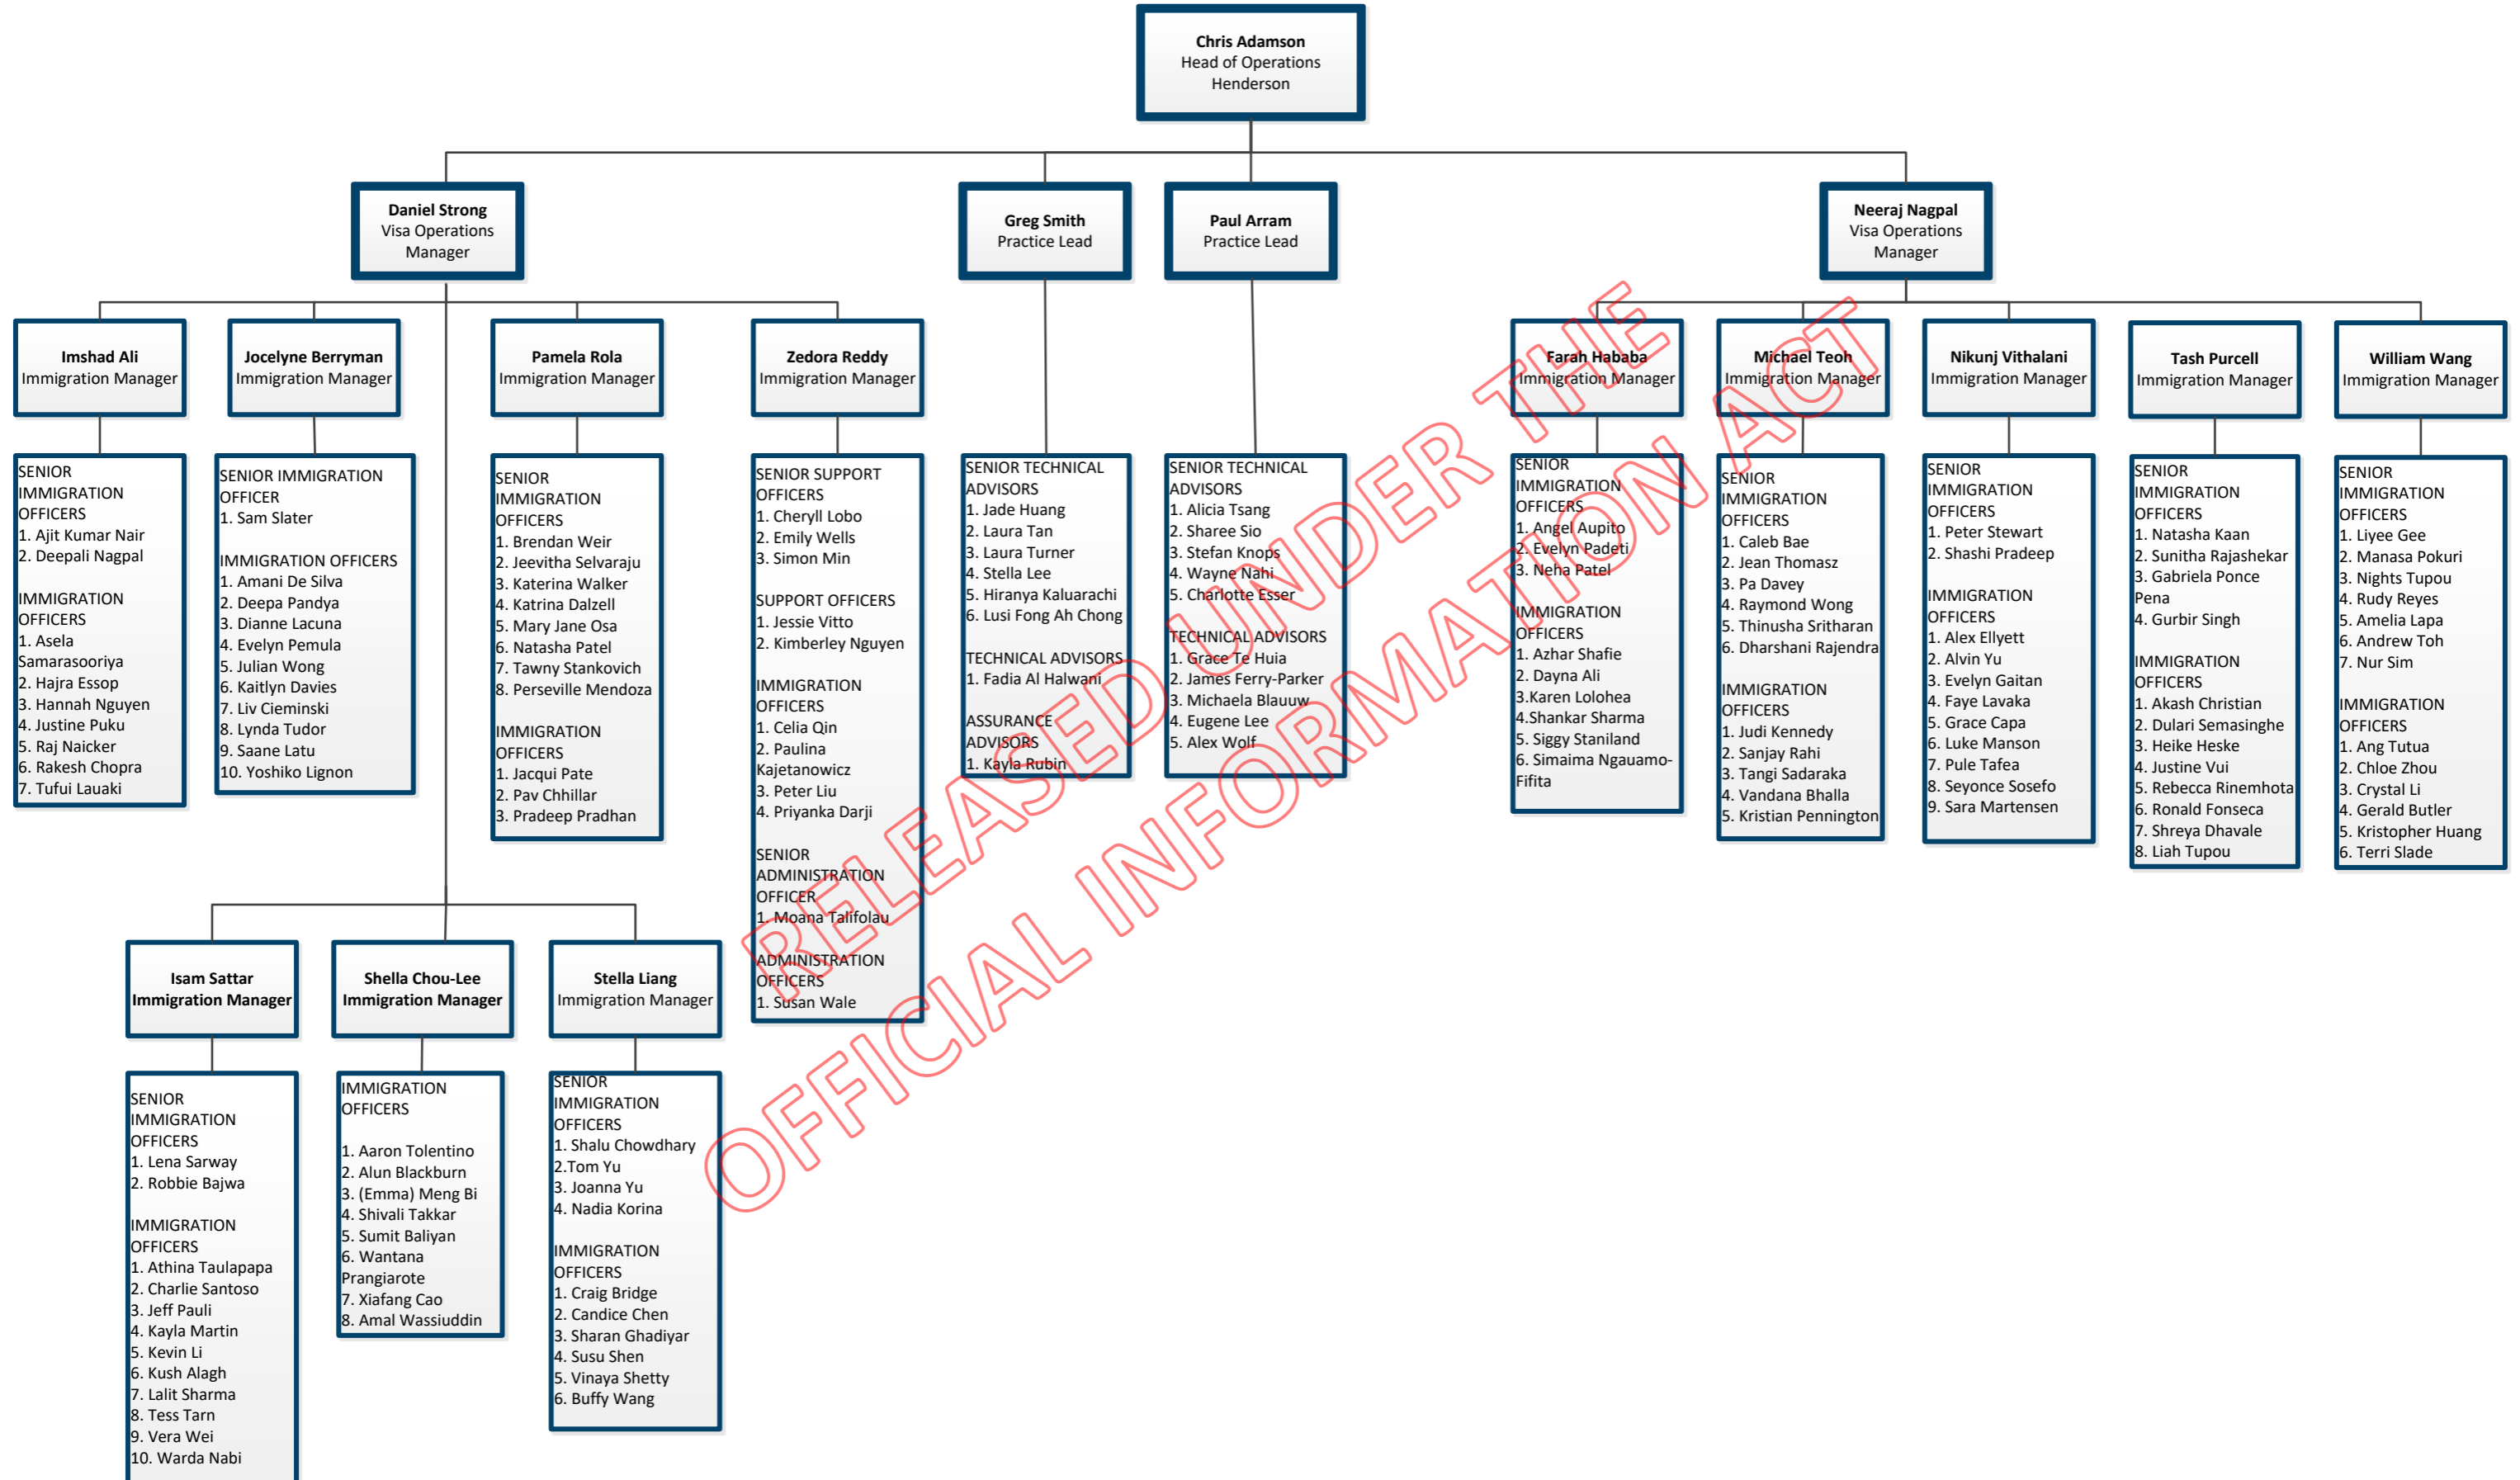 Chris Adamson
Head of Operations
Henderson
Daniel Strong
Visa Operations
Manager
Greg Smith
Practice Lead
Paul Arram
Practice Lead
Neeraj Nagpal
Visa Operations
Manager
Imshad Ali
Immigration Manager
Jocelyne Berryman
Immigration Manager
Pamela Rola
Immigration Manager
Zedora Reddy
Immigration Manager
Farah Hababa
Immigration Manager
Michael Teoh
Immigration Manager
Nikunj Vithalani
Immigration Manager
Tash Purcell
Immigration Manager
William Wang
Immigration Manager
SENIOR
IMMIGRATION
OFFICERS
1. Ajit Kumar Nair
2. Deepali Nagpal
IMMIGRATION
OFFICERS
1. Asela
Samarasooriya
2. Hajra Essop
3. Hannah Nguyen
4. Justine Puku
5. Raj Naicker
6. Rakesh Chopra
7. Tufui Lauaki
SENIOR IMMIGRATION
OFFICER
1. Sam Slater
IMMIGRATION OFFICERS
1. Amani De Silva
2. Deepa Pandya
3. Dianne Lacuna
4. Evelyn Pemula
5. Julian Wong
6. Kaitlyn Davies
7. Liv Cieminski
8. Lynda Tudor
9. Saane Latu
10. Yoshiko Lignon
SENIOR
IMMIGRATION
OFFICERS
1. Brendan Weir
2. Jeevitha Selvaraju
3. Katerina Walker
4. Katrina Dalzell
5. Mary Jane Osa
6. Natasha Patel
7. Tawny Stankovich
8. Perseville Mendoza
IMMIGRATION
OFFICERS
1. Jacqui Pate
2. Pav Chhillar
3. Pradeep Pradhan
SENIOR SUPPORT
OFFICERS
1. Cheryll Lobo
2. Emily Wells
3. Simon Min
SUPPORT OFFICERS
1. Jessie Vitto
2. Kimberley Nguyen
IMMIGRATION
OFFICERS
1. Celia Qin
2. Paulina
Kajetanowicz
3. Peter Liu
4. Priyanka Darji
SENIOR
ADMINISTRATION
OFFICER
1. Moana Talifolau
ADMINISTRATION
OFFICERS
1. Susan Wale
SENIOR TECHNICAL
ADVISORS
1. Jade Huang
2. Laura Tan
3. Laura Turner
4. Stella Lee
5. Hiranya Kaluarachi
6. Lusi Fong Ah Chong
TECHNICAL ADVISORS
1. Fadia Al Halwani
ASSURANCE
ADVISORS
1. Kayla Rubin
SENIOR TECHNICAL
ADVISORS
1. Alicia Tsang
2. Sharee Sio
3. Stefan Knops
4. Wayne Nahi
5. Charlotte Esser
TECHNICAL ADVISORS
1. Grace Te Huia
2. James Ferry-Parker
3. Michaela Blauuw
4. Eugene Lee
5. Alex Wolf
SENIOR
IMMIGRATION
OFFICERS
1. Angel Aupito
2. Evelyn Padeti
3. Neha Patel
IMMIGRATION
OFFICERS
1. Azhar Shafie
2. Dayna Ali
3.Karen Lolohea
4.Shankar Sharma
5. Siggy Staniland
6. Simaima Ngauamo-
Fifita
SENIOR
IMMIGRATION
OFFICERS
1. Caleb Bae
2. Jean Thomasz
3. Pa Davey
4. Raymond Wong
5. Thinusha Sritharan
6. Dharshani Rajendra
IMMIGRATION
OFFICERS
1. Judi Kennedy
2. Sanjay Rahi
3. Tangi Sadaraka
4. Vandana Bhalla
5. Kristian Pennington
SENIOR
IMMIGRATION
OFFICERS
1. Peter Stewart
2. Shashi Pradeep
IMMIGRATION
OFFICERS
1. Alex Ellyett
2. Alvin Yu
3. Evelyn Gaitan
4. Faye Lavaka
5. Grace Capa
6. Luke Manson
7. Pule Tafea
8. Seyonce Sosefo
9. Sara Martensen
SENIOR
IMMIGRATION
OFFICERS
1. Natasha Kaan
2. Sunitha Rajashekar
3. Gabriela Ponce
Pena
4. Gurbir Singh
IMMIGRATION
OFFICERS
1. Akash Christian
2. Dulari Semasinghe
3. Heike Heske
4. Justine Vui
5. Rebecca Rinemhota
6. Ronald Fonseca
7. Shreya Dhavale
8. Liah Tupou
SENIOR
IMMIGRATION
OFFICERS
1. Liyee Gee
2. Manasa Pokuri
3. Nights Tupou
4. Rudy Reyes
5. Amelia Lapa
6. Andrew Toh
7. Nur Sim
IMMIGRATION
OFFICERS
1. Ang Tutua
2. Chloe Zhou
3. Crystal Li
4. Gerald Butler
5. Kristopher Huang
6. Terri Slade
Isam Sattar
Immigration Manager
Shella Chou-Lee
Immigration Manager
Stella Liang
Immigration Manager
SENIOR
IMMIGRATION
OFFICERS
1. Lena Sarway
2. Robbie Bajwa
IMMIGRATION
OFFICERS
1. Athina Taulapapa
2. Charlie Santoso
3. Jeff Pauli
4. Kayla Martin
5. Kevin Li
6. Kush Alagh
7. Lalit Sharma
8. Tess Tarn
9. Vera Wei
10. Warda Nabi
IMMIGRATION
OFFICERS
1. Aaron Tolentino
2. Alun Blackburn
3. (Emma) Meng Bi
4. Shivali Takkar
5. Sumit Baliyan
6. Wantana
Prangiarote
7. Xiafang Cao
8. Amal Wassiuddin
SENIOR
IMMIGRATION
OFFICERS
1. Shalu Chowdhary
2.Tom Yu
3. Joanna Yu
4. Nadia Korina
IMMIGRATION
OFFICERS
1. Craig Bridge
2. Candice Chen
3. Sharan Ghadiyar
4. Susu Shen
5. Vinaya Shetty
6. Buffy Wang
RELEASED UNDER THE
OFFICIAL INFORMATION ACT